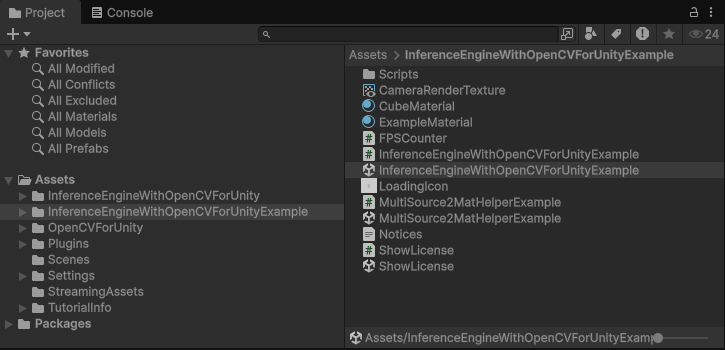 Project Console
24
Favorites
All Modified
All Conflicts
All Excluded
All Materials
All Models
All Prefabs
Assets
InferenceEngineWithOpenCVForUnity
InferenceEngineWithOpenCVForUnityExample
OpenCVForUnity
Plugins
Scenes
Settings
StreamingAssets
TutorialInfo
Packages
Assets > InferenceEngineWithOpenCVForUnityExample
Scripts
CameraRenderTexture
CubeMaterial
ExampleMaterial
FPSCounter
InferenceEngineWithOpenCVForUnityExample
InferenceEngineWithOpenCVForUnityExample
LoadingIcon
MultiSource2MatHelperExample
MultiSource2MatHelperExample
Notices
ShowLicense
ShowLicense
Assets/InferenceEngineWithOpenCVForUnityExamp